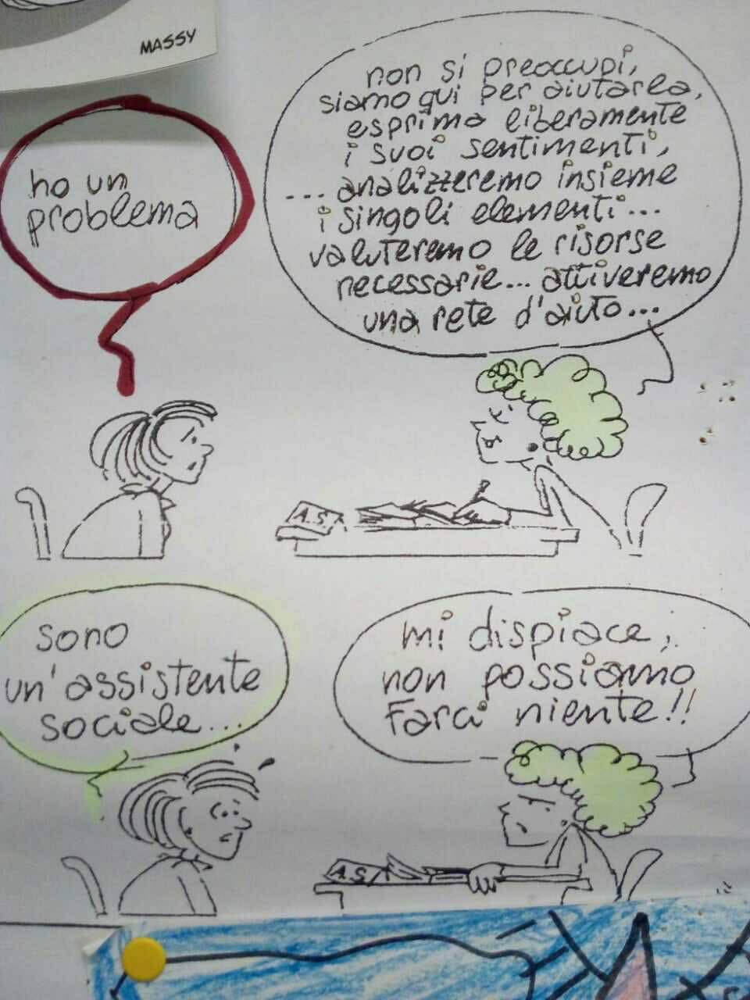 MASSY
ho un
problema
non si preoccupi,
siamo qui per aiutarla,
esprima liberamente
i suoi sentimenti,
...analizzeremo insieme
i singoli elementi...
valuteremo le risorse
necessarie... attiveremo
una rete d'aiuto...
A.S.
sono
un'assistente
sociale...
mi dispiace,
non possiamo
farci niente!!
A.S.